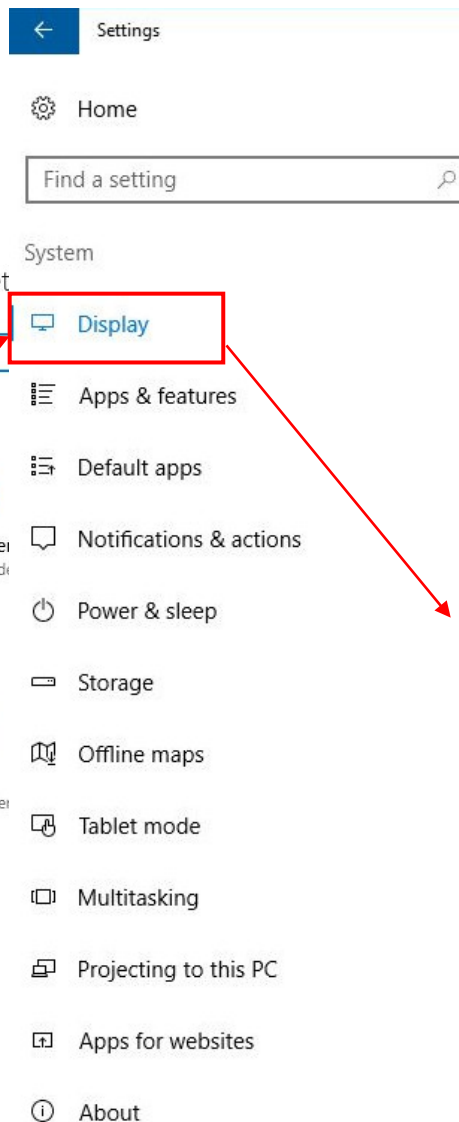 Settings
Home
Find a setting
System
Display
Apps & features
Default apps
Notifications & actions
Power & sleep
Storage
Offline maps
Tablet mode
Multitasking
Projecting to this PC
Apps for websites
About